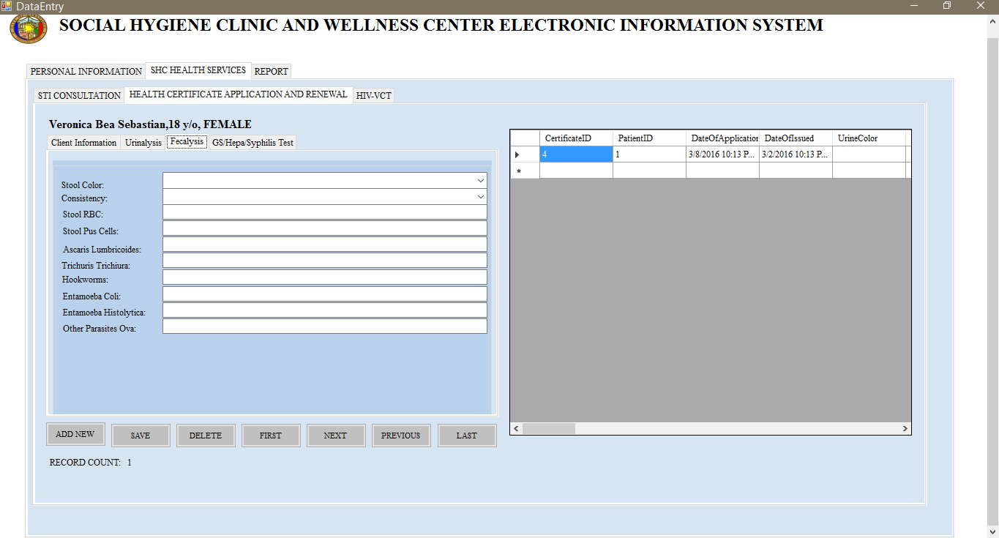 DataEntry
SOCIAL HYGIENE CLINIC AND WELLNESS CENTER ELECTRONIC INFORMATION SYSTEM
PERSONAL INFORMATION SHC HEALTH SERVICES REPORT
STI CONSULTATION HEALTH CERTIFICATE APPLICATION AND RENEWAL HIV-VCT
Veronica Bea Sebastian,18 y/o, FEMALE
Client Information Urinalysis Fecalysis GS/Hepa/Syphilis Test
Stool Color:
Consistency:
Stool RBC:
Stool Pus Cells:
Ascaris Lumbricoides:
Trichuris Trichiura:
Hookworms:
Entamoeba Coli:
Entamoeba Histolytica:
Other Parasites Ova:
CertificateID PatientID DateOfApplication DateOfIssued UrineColor
4 1 3/8/2016 10:13 P... 3/2/2016 10:13 P...
*
ADD NEW SAVE DELETE FIRST NEXT PREVIOUS LAST
RECORD COUNT: 1